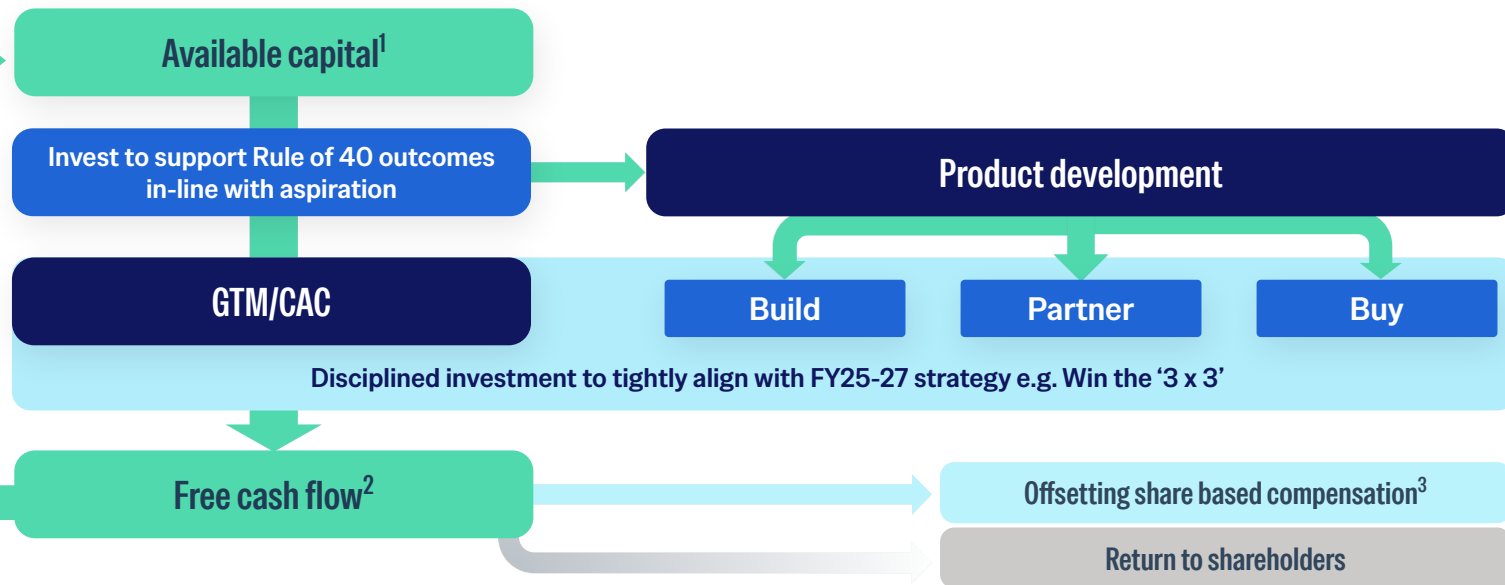 Available capital¹
Invest to support Rule of 40 outcomes
in-line with aspiration
Product development
GTM/CAC
Build
Partner
Buy
Disciplined investment to tightly align with FY25-27 strategy e.g. Win the ‘3 x 3’
Free cash flow²
Offsetting share based compensation³
Return to shareholders